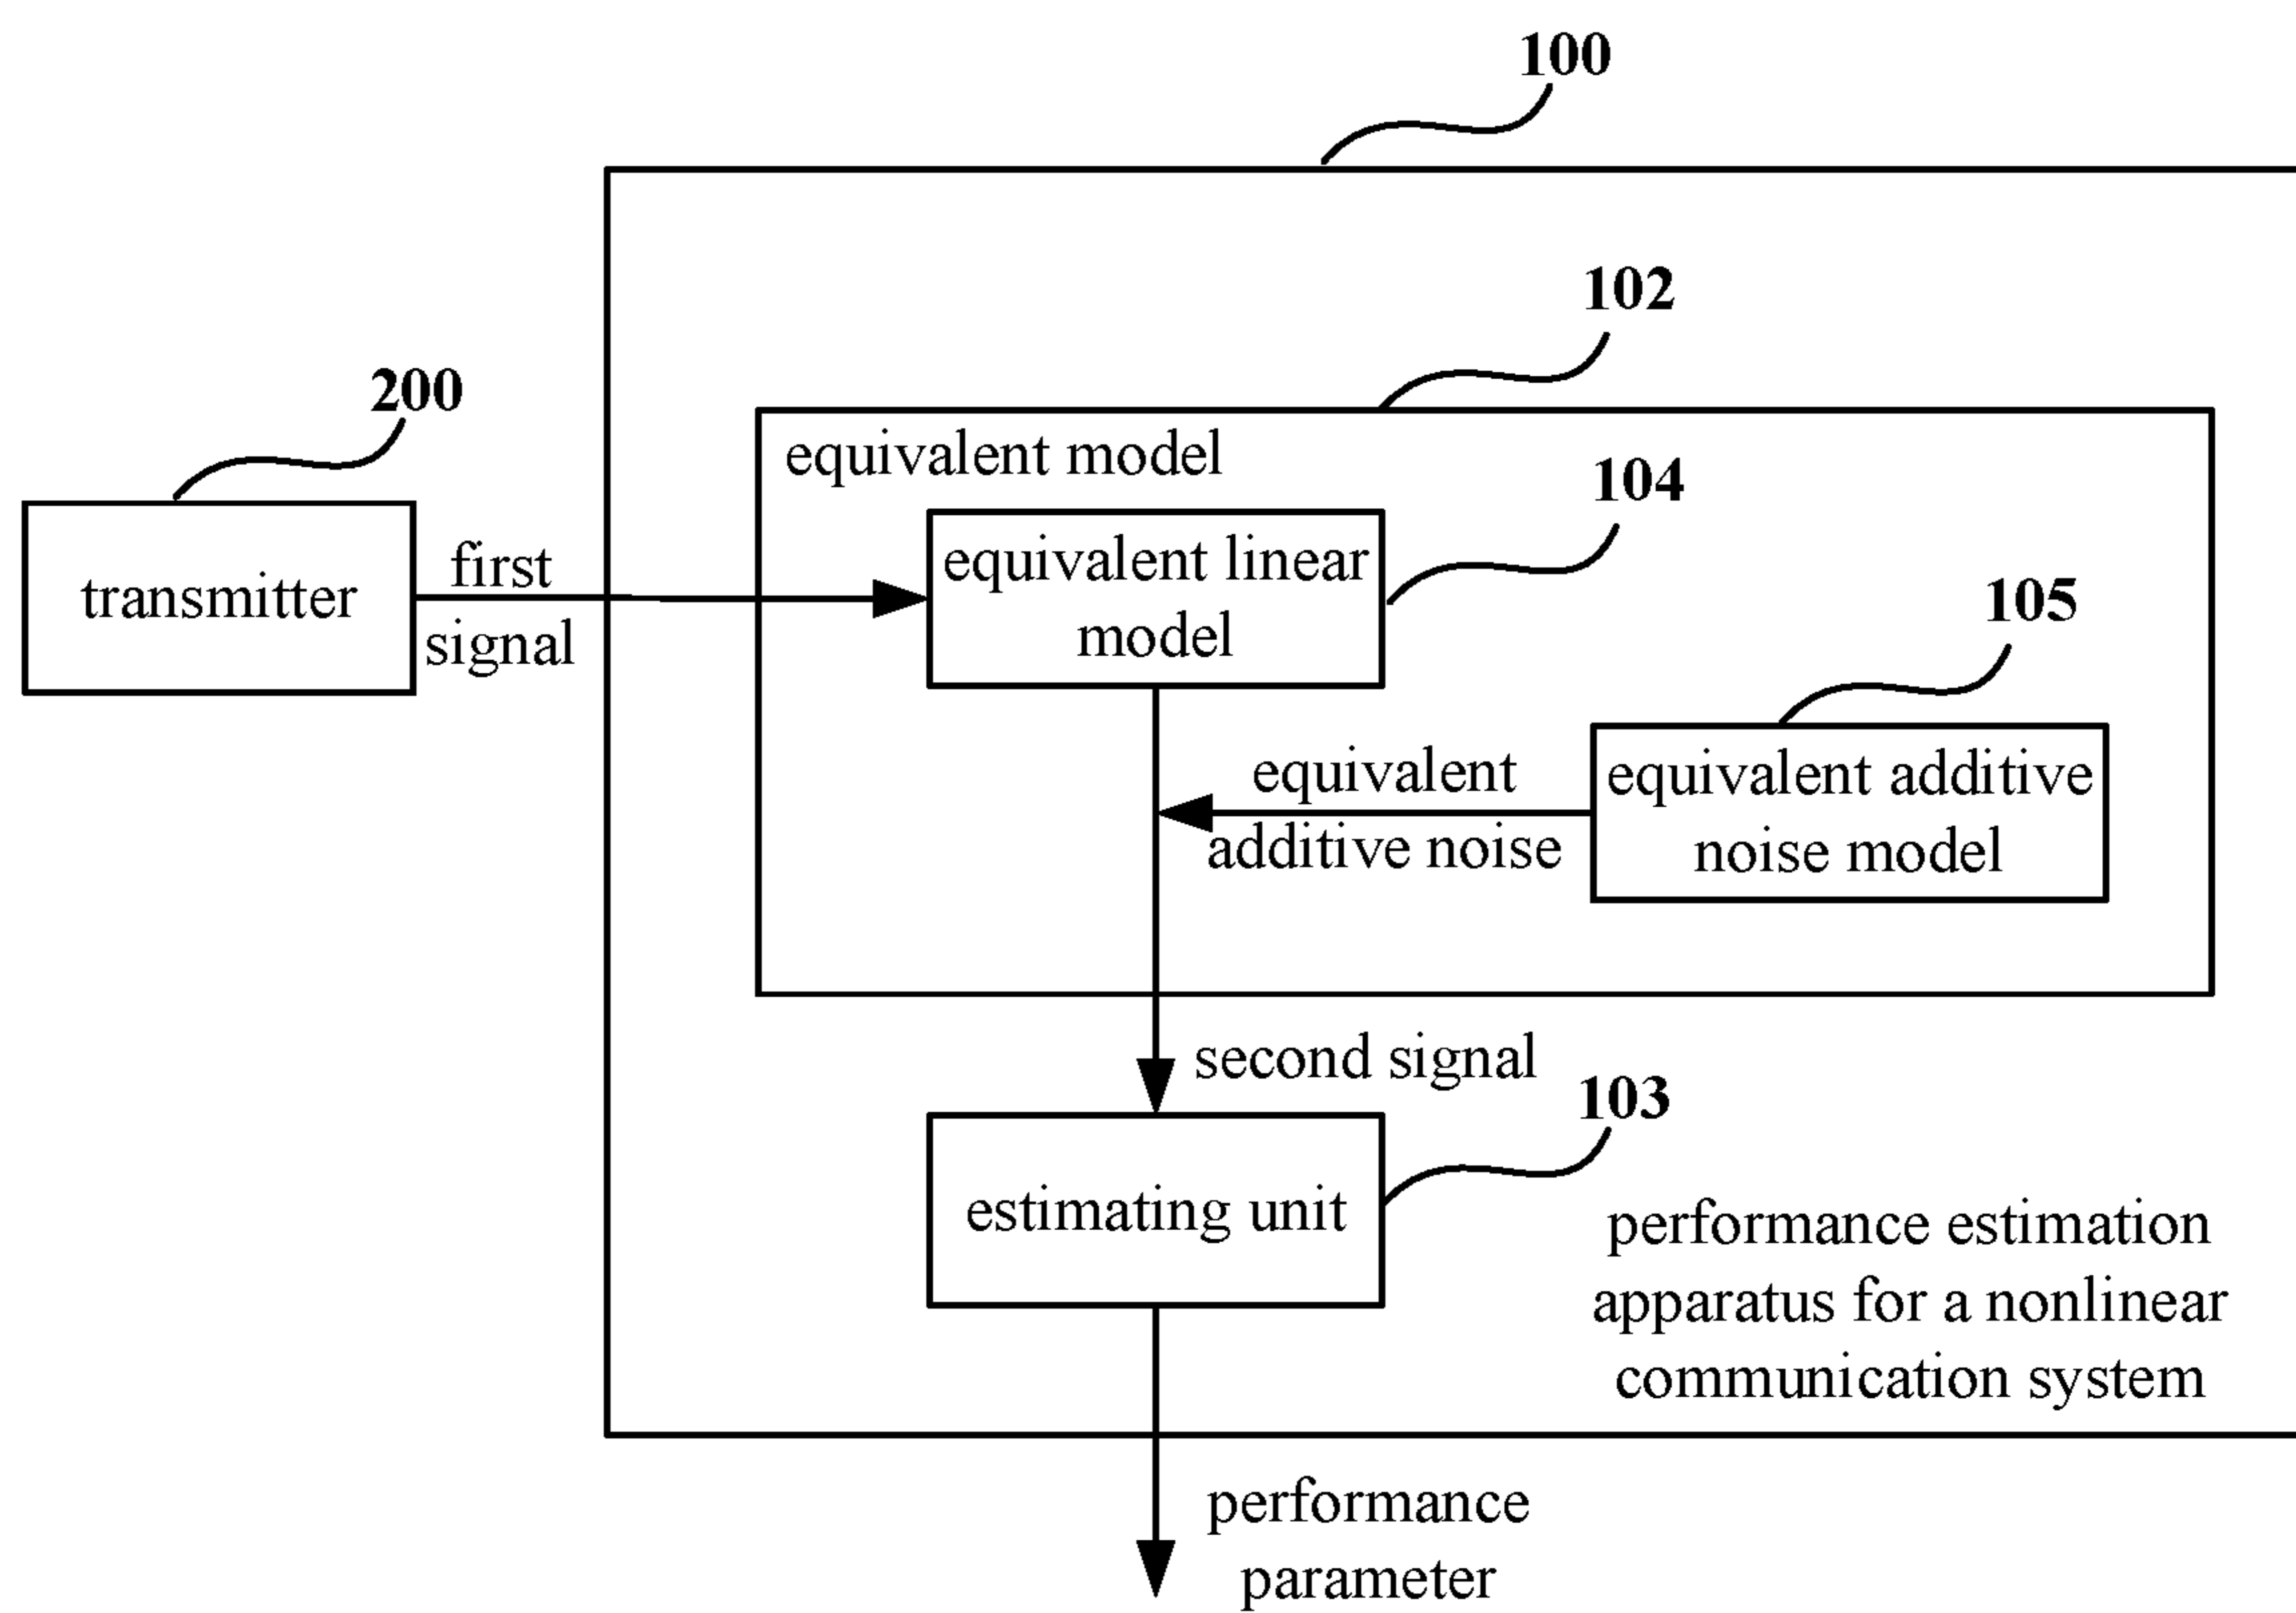 100
102
200
equivalent model
104
first
signal
transmitter
equivalent linear
model
105
equivalent
additive noise
equivalent additive
noise model
second signal
103
estimating unit
performance estimation
apparatus for a nonlinear
communication system
performance
parameter